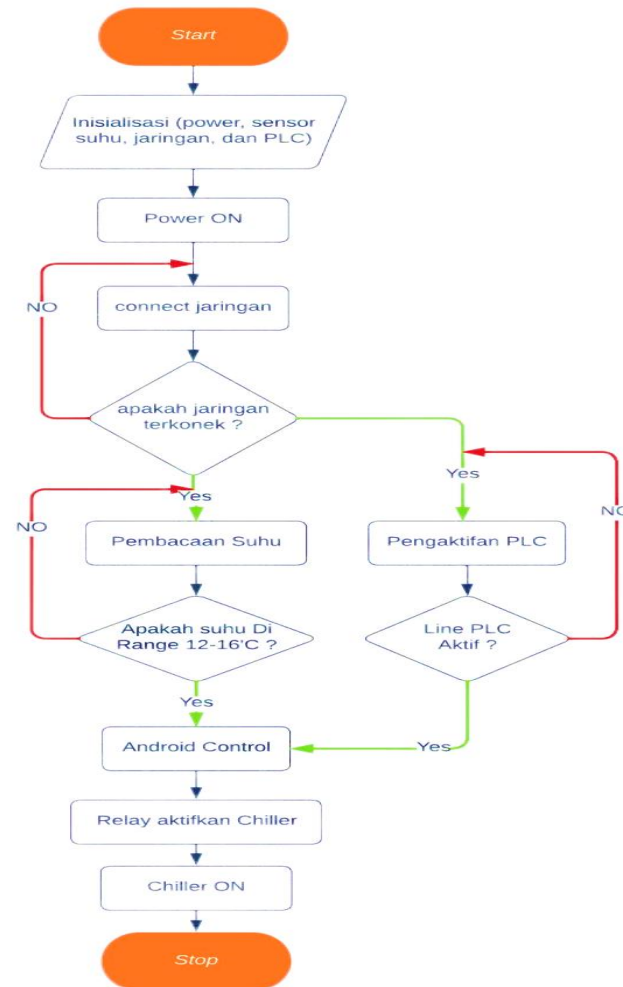 Start
Inisialisasi (power, sensor
suhu, jaringan, dan PLC)
Power ON
NO
connect jaringan
apakah jaringan
terkonek ?
Yes
Yes
NO
Pembacaan Suhu
Pengaktifan PLC
NO
Apakah suhu Di
Range 12-16'C ?
Line PLC
Aktif ?
Yes
Android Control
Yes
Relay aktifkan Chiller
Chiller ON
Stop